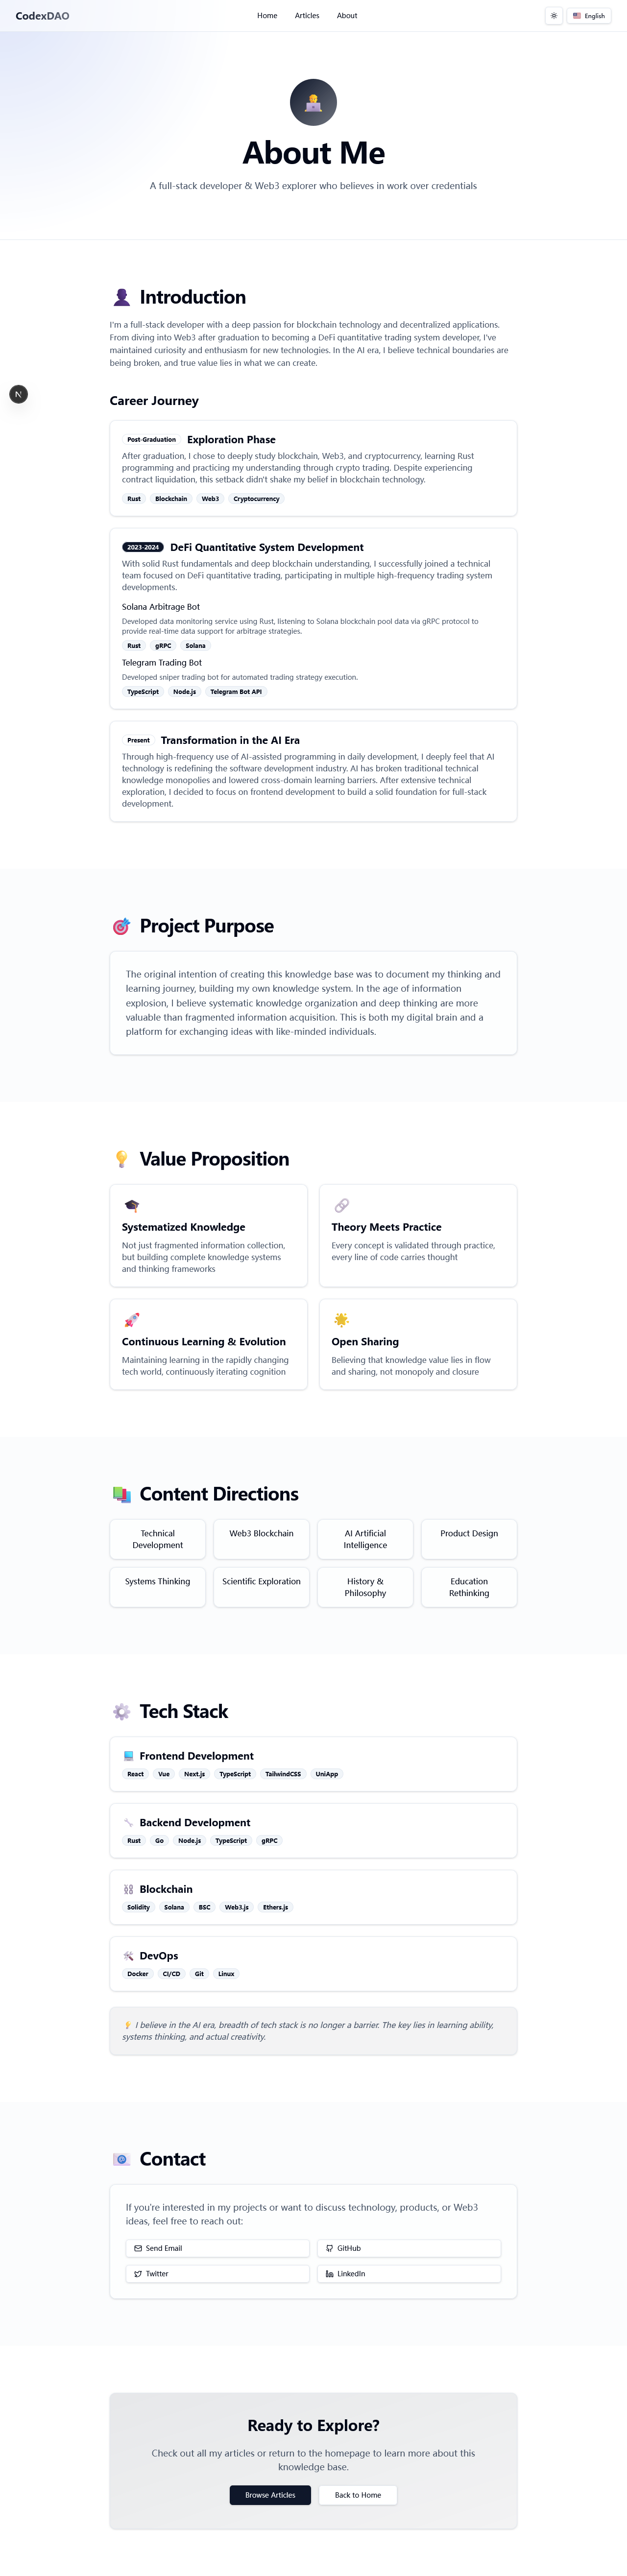 CodexDAO
Home
Articles
About
English
About Me
A full-stack developer & Web3 explorer who believes in work over credentials
Introduction
I'm a full-stack developer with a deep passion for blockchain technology and decentralized applications.
From diving into Web3 after graduation to becoming a DeFi quantitative trading system developer, I've
maintained curiosity and enthusiasm for new technologies. In the AI era, I believe technical boundaries are
being broken, and true value lies in what we can create.
N
Career Journey
Post-Graduation
Exploration Phase
After graduation, I chose to deeply study blockchain, Web3, and cryptocurrency, learning Rust
programming and practicing my understanding through crypto trading. Despite experiencing
contract liquidation, this setback didn't shake my belief in blockchain technology.
Rust
Blockchain
Web3
Cryptocurrency
2023-2024
DeFi Quantitative System Development
With solid Rust fundamentals and deep blockchain understanding, I successfully joined a technical
team focused on DeFi quantitative trading, participating in multiple high-frequency trading system
developments.
Solana Arbitrage Bot
Developed data monitoring service using Rust, listening to Solana blockchain pool data via gRPC protocol to
provide real-time data support for arbitrage strategies.
Rust
gRPC
Solana
Telegram Trading Bot
Developed sniper trading bot for automated trading strategy execution.
TypeScript
Node.js
Telegram Bot API
Present
Transformation in the AI Era
Through high-frequency use of AI-assisted programming in daily development, I deeply feel that AI
technology is redefining the software development industry. AI has broken traditional technical
knowledge monopolies and lowered cross-domain learning barriers. After extensive technical
exploration, I decided to focus on frontend development to build a solid foundation for full-stack
development.
Project Purpose
The original intention of creating this knowledge base was to document my thinking and
learning journey, building my own knowledge system. In the age of information
explosion, I believe systematic knowledge organization and deep thinking are more
valuable than fragmented information acquisition. This is both my digital brain and a
platform for exchanging ideas with like-minded individuals.
Value Proposition
Systematized Knowledge
Not just fragmented information collection,
but building complete knowledge systems
and thinking frameworks
Theory Meets Practice
Every concept is validated through practice,
every line of code carries thought
Continuous Learning & Evolution
Maintaining learning in the rapidly changing
tech world, continuously iterating cognition
Open Sharing
Believing that knowledge value lies in flow
and sharing, not monopoly and closure
Content Directions
Technical
Development
Web3 Blockchain
AI Artificial
Intelligence
Product Design
Systems Thinking
Scientific Exploration
History &
Philosophy
Education
Rethinking
Tech Stack
Frontend Development
React
Vue
Next.js
TypeScript
TailwindCSS
UniApp
Backend Development
Rust
Go
Node.js
TypeScript
gRPC
Blockchain
Solidity
Solana
BSC
Web3.js
Ethers.js
DevOps
Docker
CI/CD
Git
Linux
I believe in the AI era, breadth of tech stack is no longer a barrier. The key lies in learning ability,
systems thinking, and actual creativity.
Contact
If you're interested in my projects or want to discuss technology, products, or Web3
ideas, feel free to reach out:
Send Email
GitHub
Twitter
LinkedIn
Ready to Explore?
Check out all my articles or return to the homepage to learn more about this
knowledge base.
Browse Articles
Back to Home